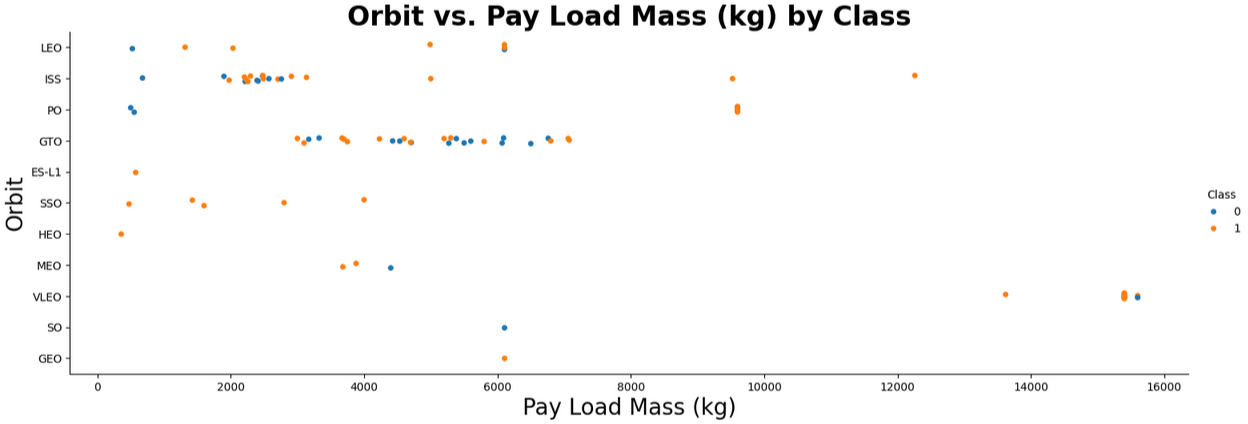 Orbit vs. Pay Load Mass (kg) by Class
LEO
ISS
PO
GTO
ES-L1
SSO
HEO
MEO
VLEO
SO
GEO
Orbit
0 2000 4000 6000 8000 10000 12000 14000 16000
Pay Load Mass (kg)
Class
0
1